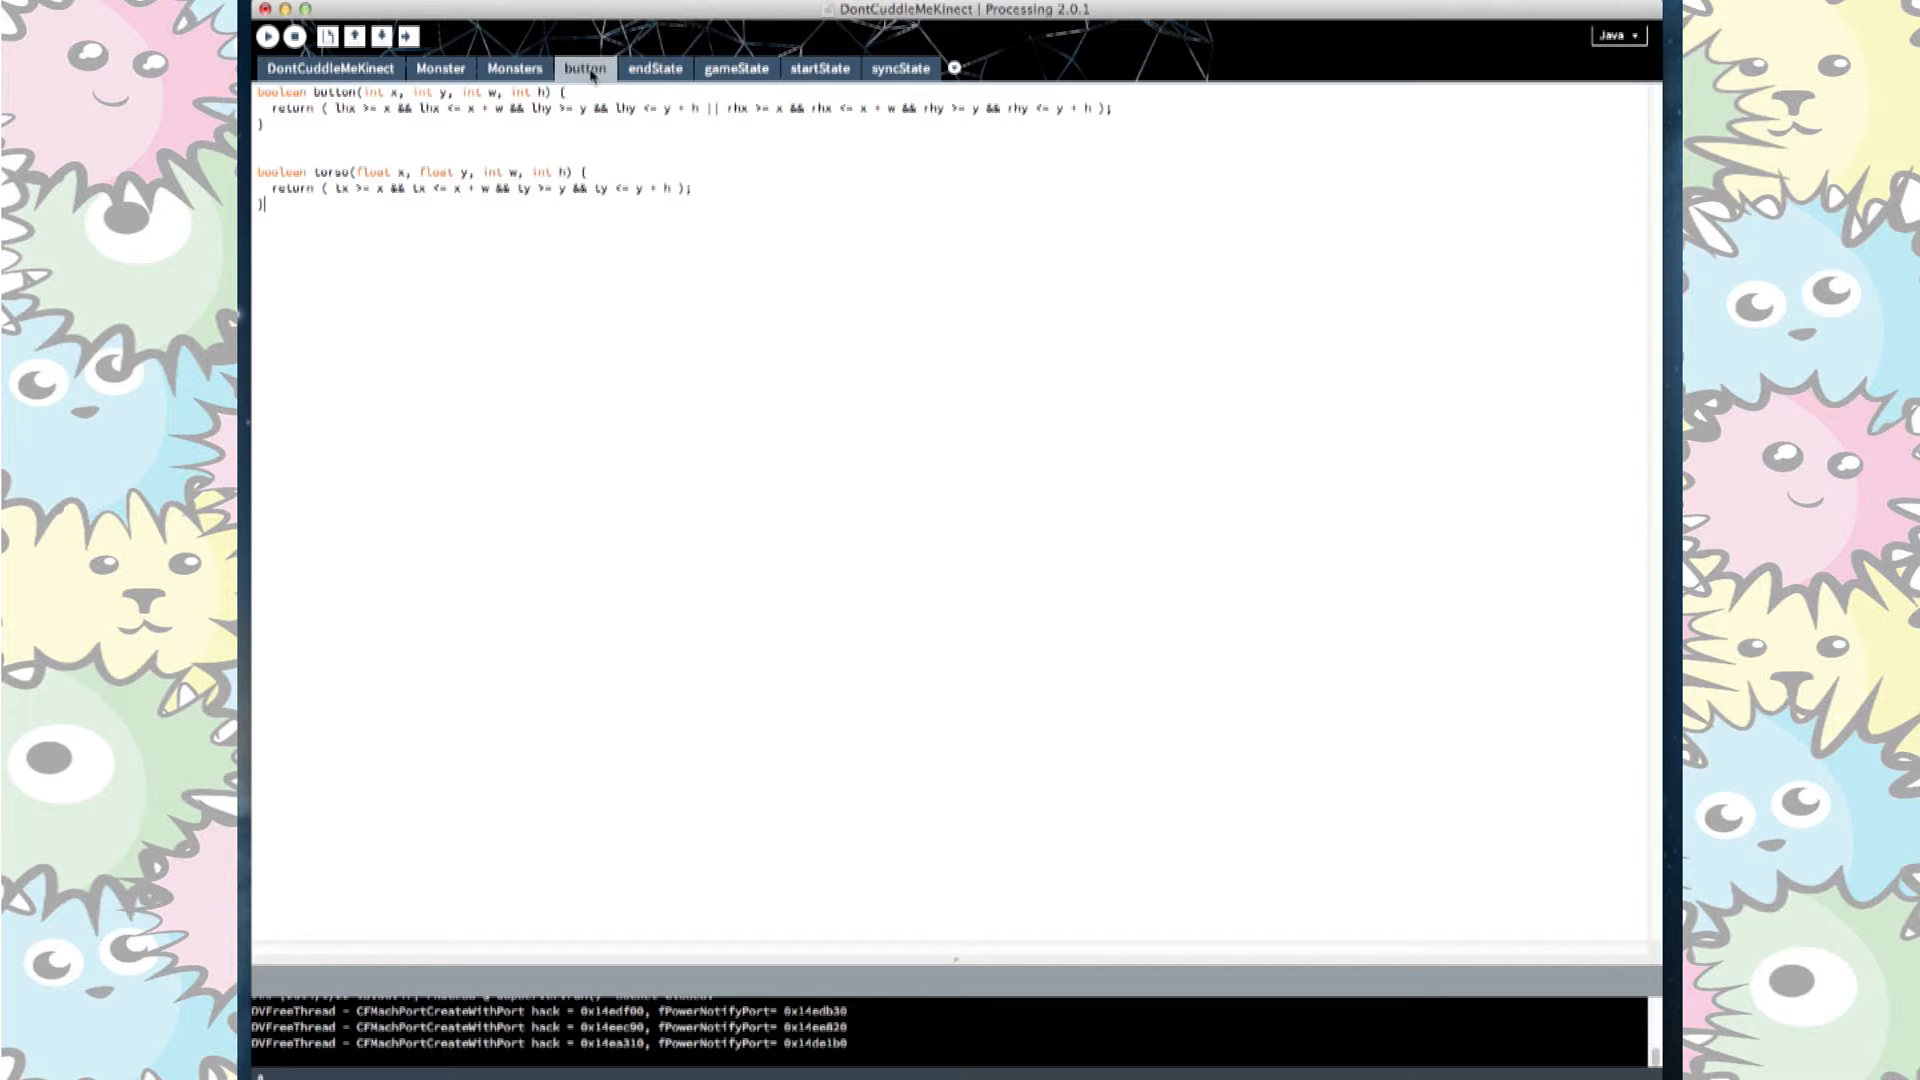 DontCuddleMeKinect | Processing 2.0.1
Java
DontCuddleMeKinect Monster Monsters button endState gameState startState syncState
boolean button(int x, int y, int w, int h) {
return ( lhx >= x && lhx <= x + w && lhy >= y && lhy <= y + h || rhx >= x && rhx <= x + w && rhy >= y && rhy <= y + h );
}
boolean torso(float x, float y, int w, int h) {
return ( tx >= x && tx <= x + w && ty >= y && ty <= y + h );
}
DVFreeThread - CFMachPortCreateWithPort hack = 0x14edf00, fPowerNotifyPort= 0x14edb30
DVFreeThread - CFMachPortCreateWithPort hack = 0x14eec90, fPowerNotifyPort= 0x14ee820
DVFreeThread - CFMachPortCreateWithPort hack = 0x14ea310, fPowerNotifyPort= 0x14de1b0